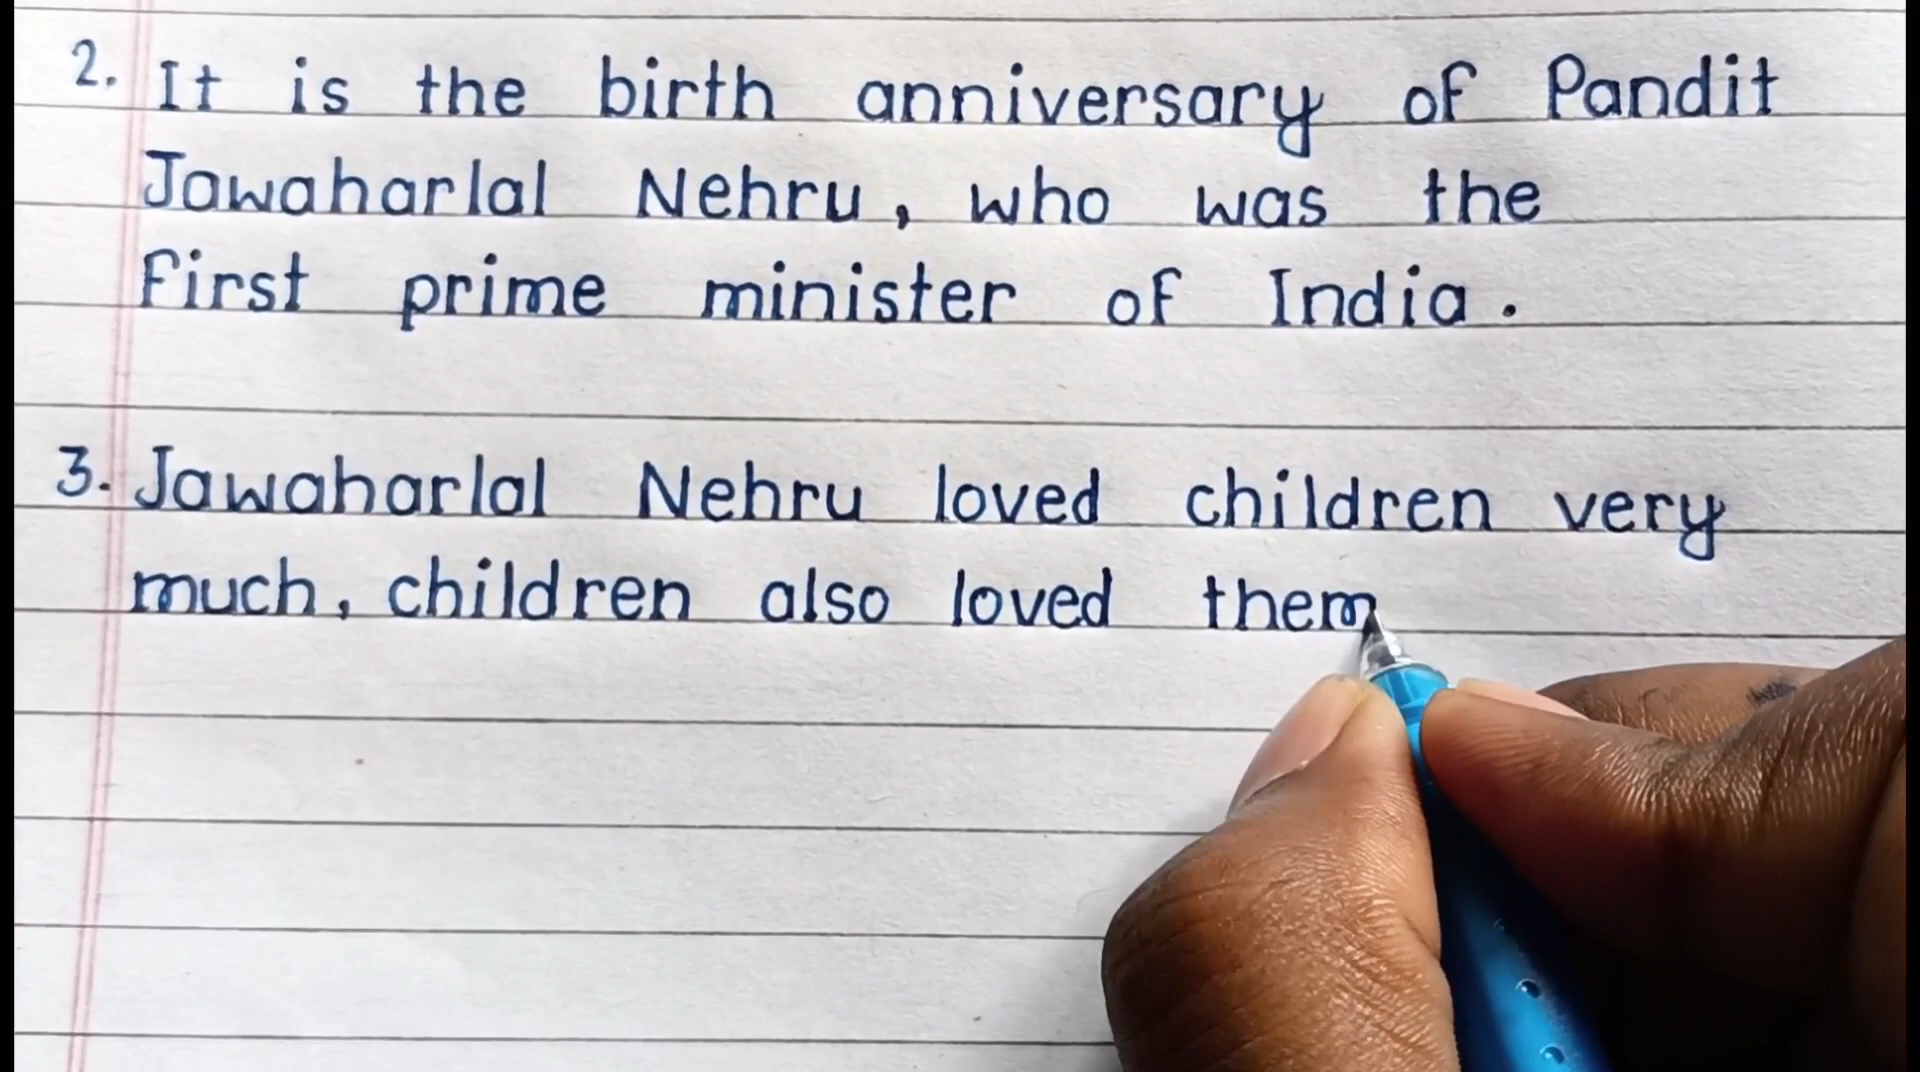 2. It is the birth anniversary of Pandit
Jawaharlal Nehru, who was the
first prime minister of India.
3. Jawaharlal Nehru loved children very
much, children also loved them